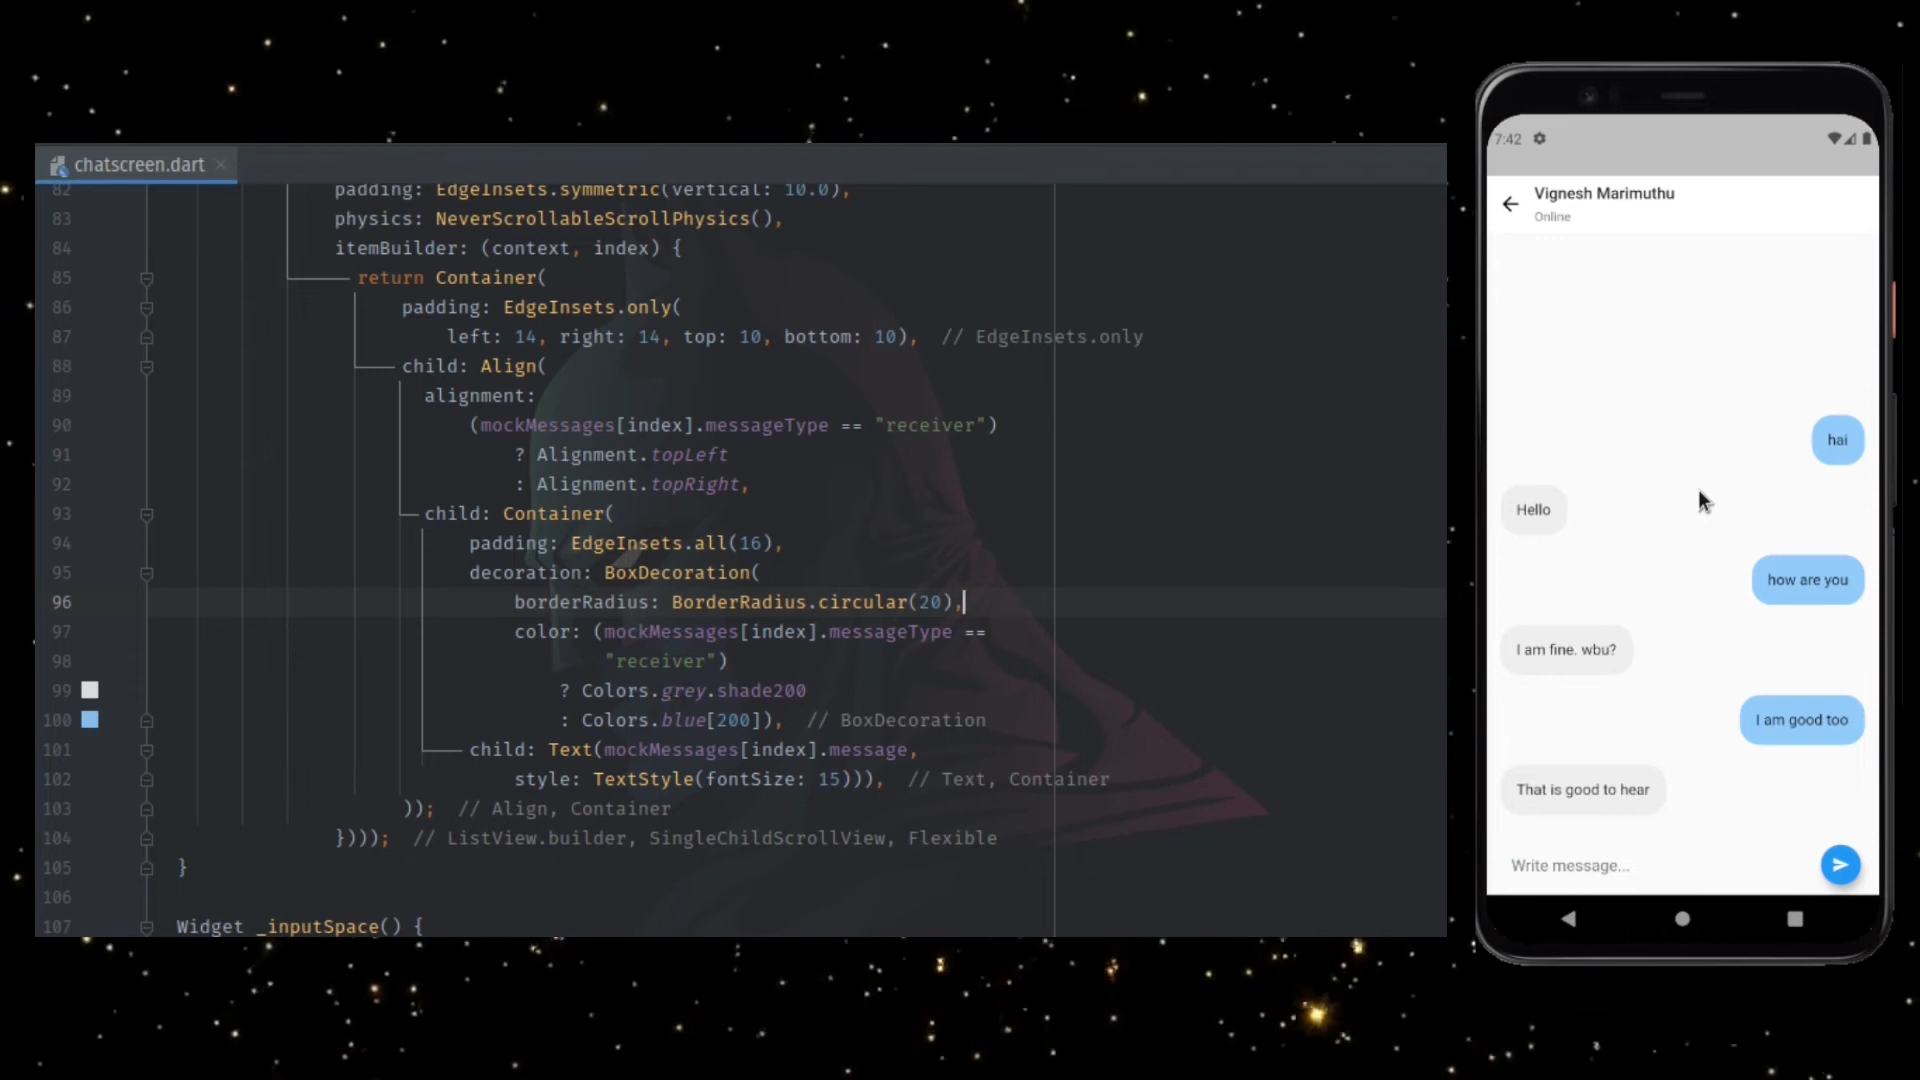 chatscreen.dart
82 padding: EdgeInsets.symmetric(vertical: 10.0),
83 physics: NeverScrollableScrollPhysics(),
84 itemBuilder: (context, index) {
85 return Container(
86 padding: EdgeInsets.only(
87 left: 14, right: 14, top: 10, bottom: 10), // EdgeInsets.only
88 child: Align(
89 alignment:
90 (mockMessages[index].messageType == "receiver")
91 ? Alignment.topLeft
92 : Alignment.topRight,
93 child: Container(
94 padding: EdgeInsets.all(16),
95 decoration: BoxDecoration(
96 borderRadius: BorderRadius.circular(20),
97 color: (mockMessages[index].messageType ==
98 "receiver")
99 ? Colors.grey.shade200
100 : Colors.blue[200]), // BoxDecoration
101 child: Text(mockMessages[index].message,
102 style: TextStyle(fontSize: 15))), // Text, Container
103 )); // Align, Container
104 }))); // ListView.builder, SingleChildScrollView, Flexible
105 }
106
107 Widget _inputSpace() {
7:42
Vignesh Marimuthu
Online
hai
Hello
how are you
I am fine. wbu?
I am good too
That is good to hear
Write message...